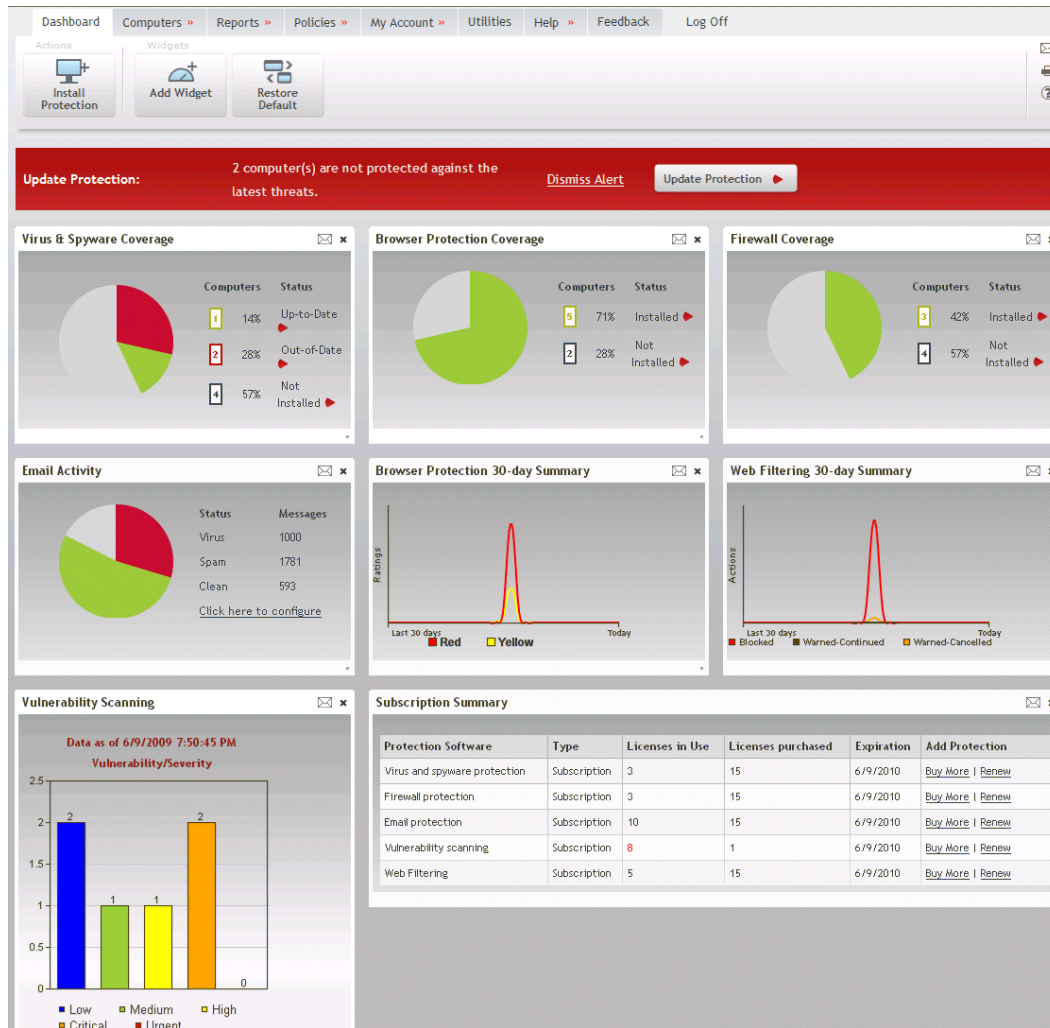 Dashboard Computers » Reports » Policies » My Account » Utilities Help » Feedback Log Off
Actions Widgets
Install Protection
Add Widget
Restore Default
Update Protection:
2 computer(s) are not protected against the
latest threats.
Dismiss Alert
Update Protection
Virus & Spyware Coverage
Computers Status
1 14% Up-to-Date
2 28% Out-of-Date
4 57% Not
Installed
Browser Protection Coverage
Computers Status
5 71% Installed
2 28% Not
Installed
Firewall Coverage
Computers Status
3 42% Installed
4 57% Not
Installed
Email Activity
Status Messages
Virus 1000
Spam 1781
Clean 593
Click here to configure
Browser Protection 30-day Summary
Ratings
Last 30 days Today
Red Yellow
Web Filtering 30-day Summary
Actions
Last 30 days Today
Blocked Warned-Continued Warned-Cancelled
Vulnerability Scanning
Data as of 6/9/2009 7:50:45 PM
Vulnerability/Severity
2.5
2
1.5
1
0.5
0
2 1 1 2 0
Low Medium High
Critical Urgent
Subscription Summary
Protection Software Type Licenses in Use Licenses purchased Expiration Add Protection
Virus and spyware protection Subscription 3 15 6/9/2010 Buy More | Renew
Firewall protection Subscription 3 15 6/9/2010 Buy More | Renew
Email protection Subscription 10 15 6/9/2010 Buy More | Renew
Vulnerability scanning Subscription 8 1 6/9/2010 Buy More | Renew
Web Filtering Subscription 5 15 6/9/2010 Buy More | Renew